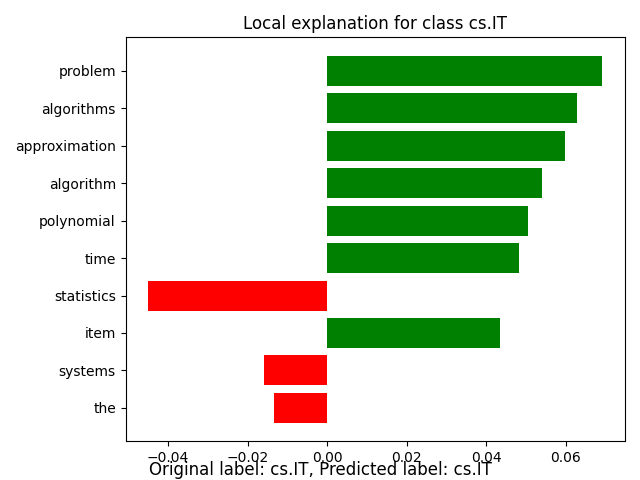 Local explanation for class cs.IT
problem
algorithms
approximation
algorithm
polynomial
time
statistics
item
systems
the
−0.04 −0.02 0.00 0.02 0.04 0.06
Original label: cs.IT, Predicted label: cs.IT